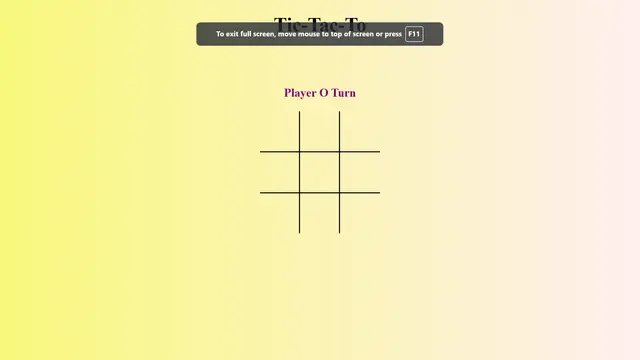 Tic-Tac-To
To exit full screen, move mouse to top of screen or press F11
Player O Turn